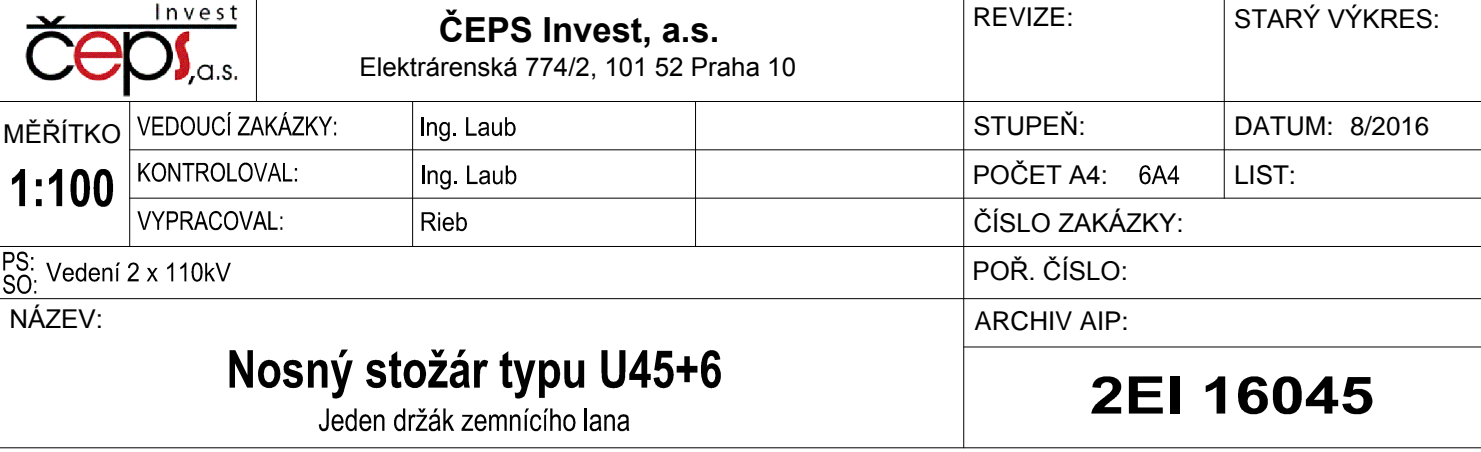 Invest
čeps,a.s.
ČEPS Invest, a.s.
Elektrárenská 774/2, 101 52 Praha 10
REVIZE:
STARÝ VÝKRES:
MĚŘÍTKO
1:100
VEDOUCÍ ZAKÁZKY:
Ing. Laub
STUPEŇ:
DATUM: 8/2016
KONTROLOVAL:
Ing. Laub
POČET A4: 6A4
LIST:
VYPRACOVAL:
Rieb
ČÍSLO ZAKÁZKY:
PS:
SO:
Vedení 2 x 110kV
POŘ. ČÍSLO:
NÁZEV:
Nosný stožár typu U45+6
Jeden držák zemnícího lana
ARCHIV AIP:
2EI 16045